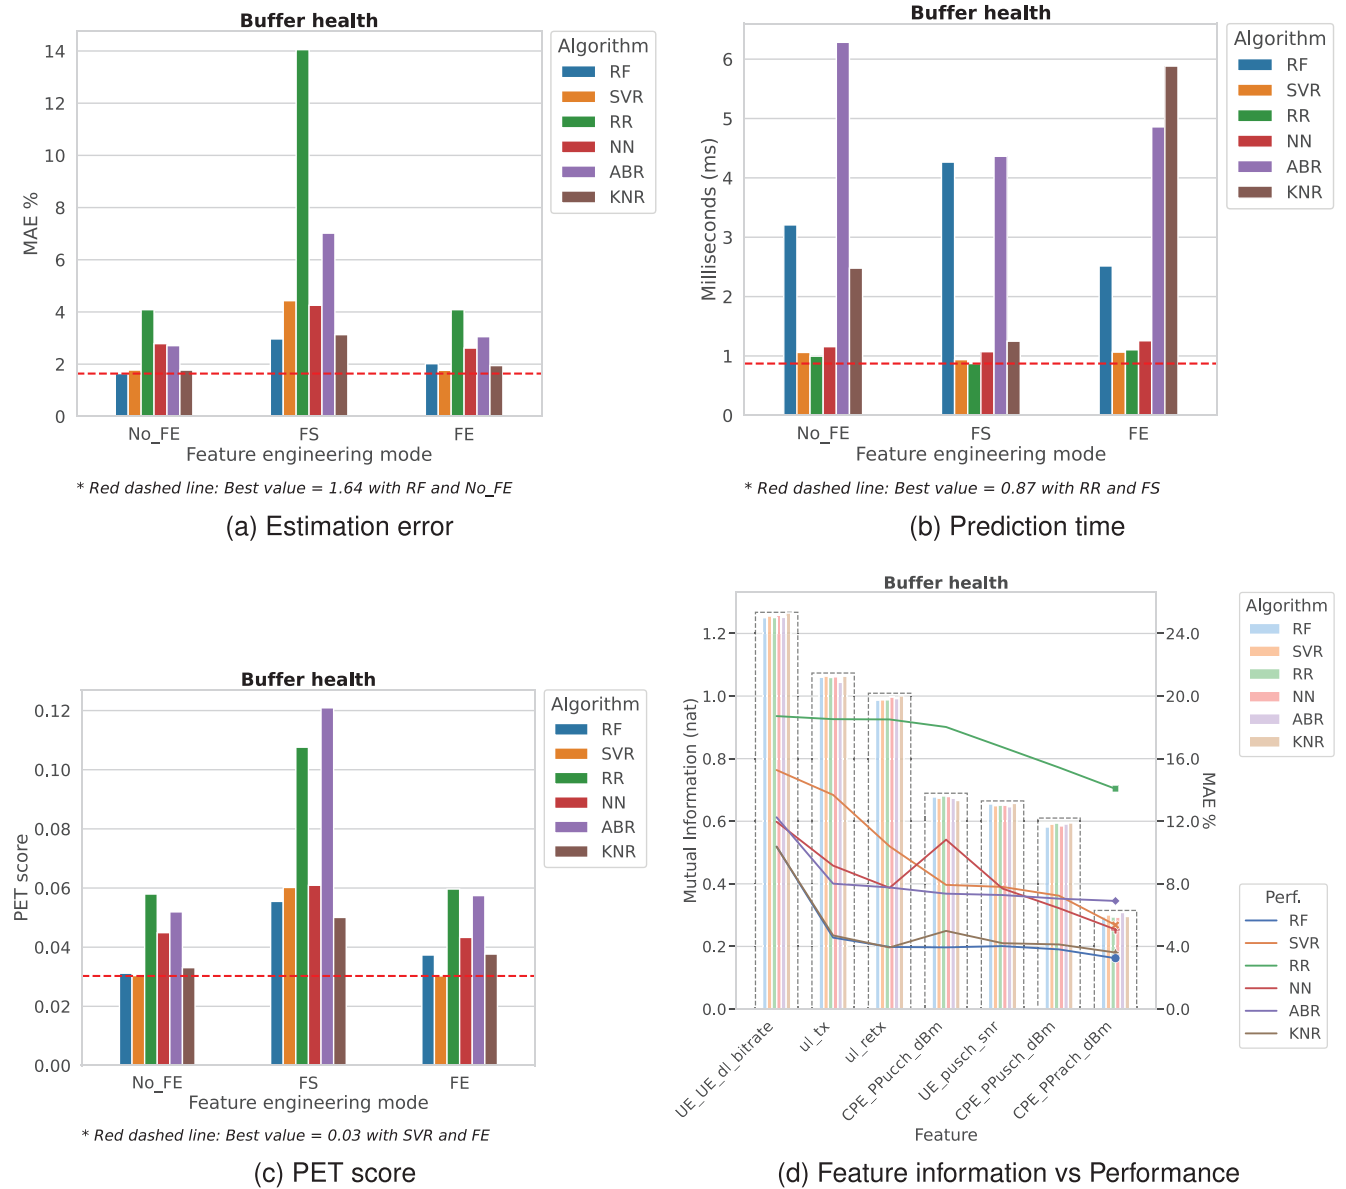 Buffer health
Algorithm
RF
SVR
RR
NN
ABR
KNR
MAE %
14
12
10
8
6
4
2
0
No_FE FS FE
Feature engineering mode
* Red dashed line: Best value = 1.64 with RF and No_FE
(a) Estimation error
Buffer health
Algorithm
RF
SVR
RR
NN
ABR
KNR
Milliseconds (ms)
6
5
4
3
2
1
0
No_FE FS FE
Feature engineering mode
* Red dashed line: Best value = 0.87 with RR and FS
(b) Prediction time
Buffer health
Algorithm
RF
SVR
RR
NN
ABR
KNR
PET score
0.12
0.10
0.08
0.06
0.04
0.02
0.00
No_FE FS FE
Feature engineering mode
* Red dashed line: Best value = 0.03 with SVR and FE
(c) PET score
Buffer health
Algorithm
RF
SVR
RR
NN
ABR
KNR
Mutual Information (nat)
1.2
1.0
0.8
0.6
0.4
0.2
0.0
24.0
20.0
16.0
12.0
8.0
4.0
0.0
MAE %
Perf.
RF
SVR
RR
NN
ABR
KNR
UE_UE_dl_bitrate
ul_tx
ul_retx
CPE_PPucch_dBm
UE_pusch_snr
CPE_PPusch_dBm
CPE_PPrach_dBm
Feature
(d) Feature information vs Performance